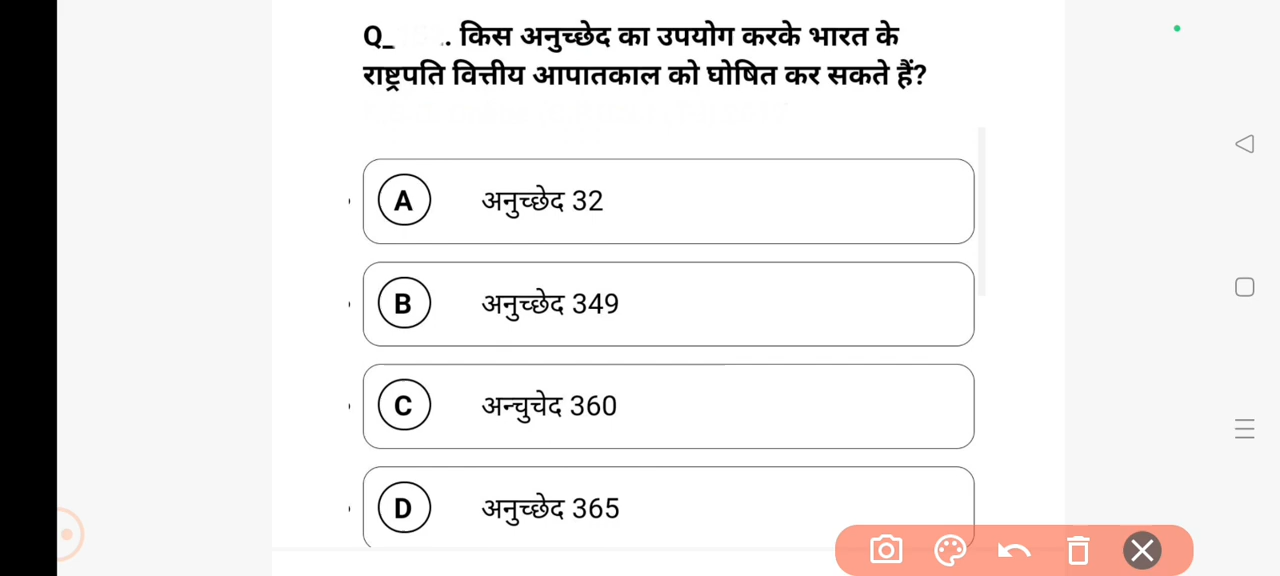 Q_ . किस अनुच्छेद का उपयोग करके भारत के
राष्ट्रपति वित्तीय आपातकाल को घोषित कर सकते हैं?
A अनुच्छेद 32
B अनुच्छेद 349
C अन्चुचेद 360
D अनुच्छेद 365